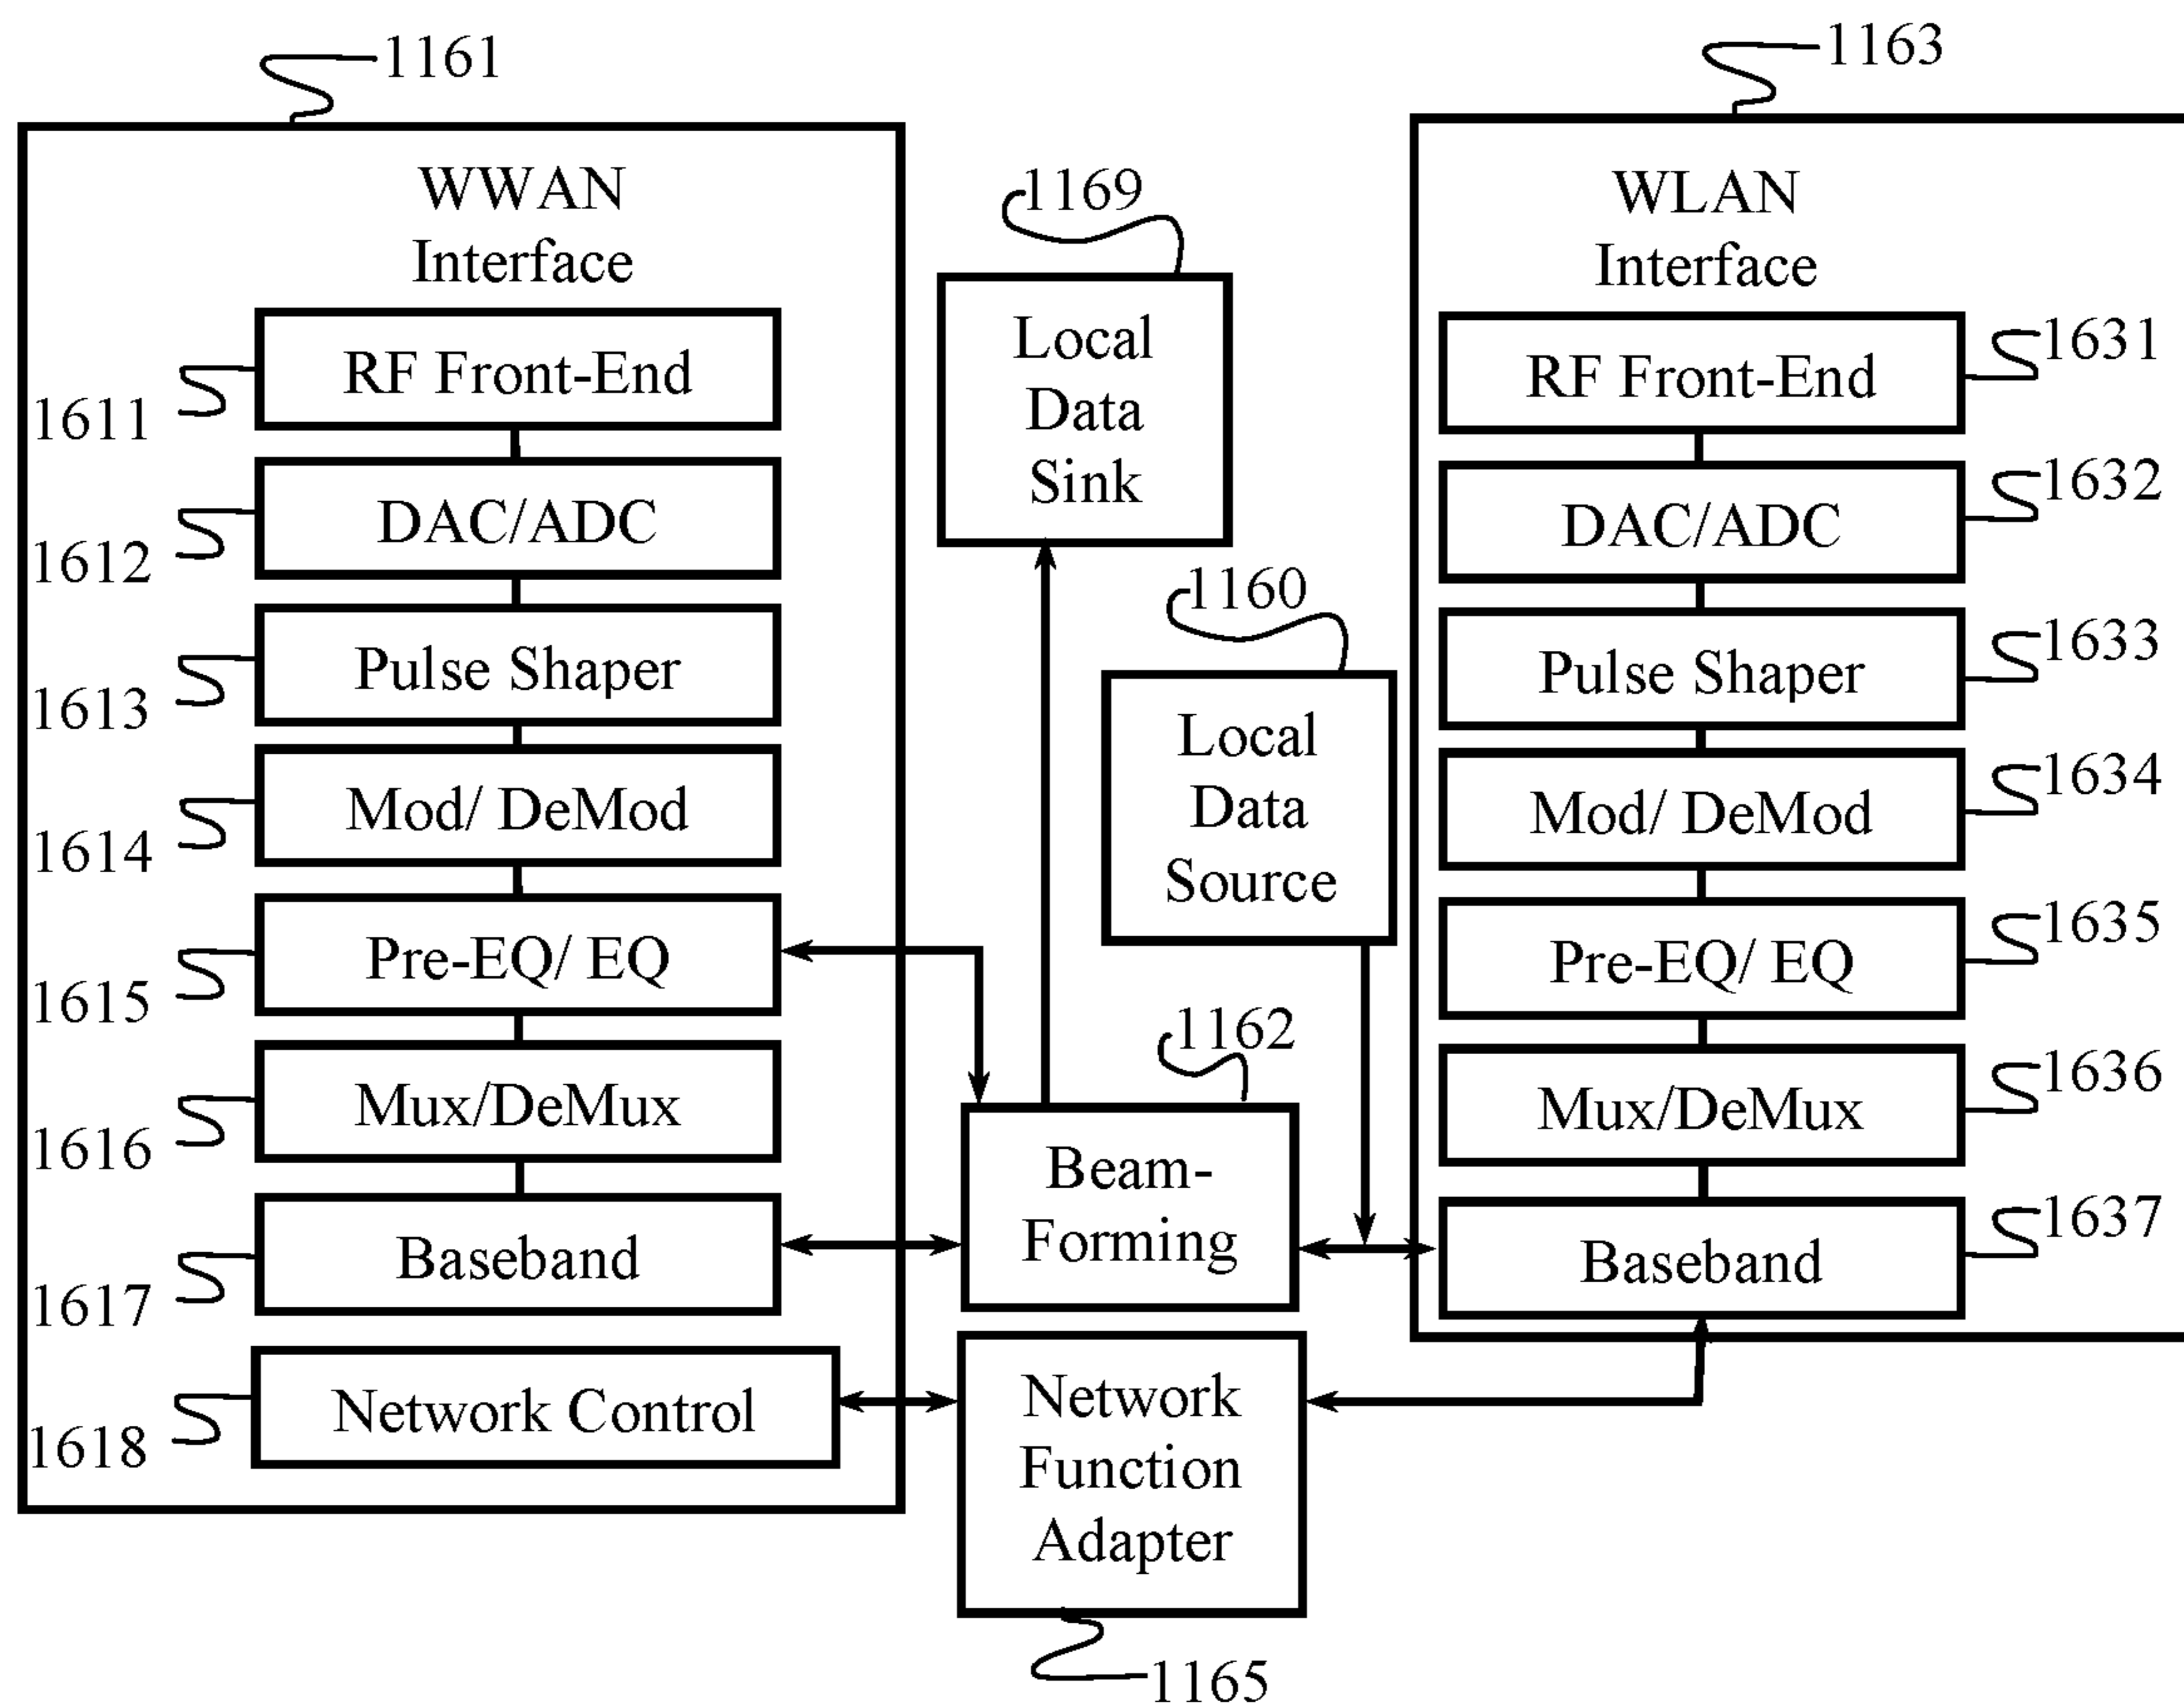 1161
WWAN
Interface
RF Front-End
1611
DAC/ADC
1612
Pulse Shaper
1613
Mod/ DeMod
1614
Pre-EQ/ EQ
1615
Mux/DeMux
1616
Baseband
1617
Network Control
1618
1169
Local
Data
Sink
1160
Local
Data
Source
1162
Beam-
Forming
Network
Function
Adapter
1165
1163
WLAN
Interface
RF Front-End
1631
DAC/ADC
1632
Pulse Shaper
1633
Mod/ DeMod
1634
Pre-EQ/ EQ
1635
Mux/DeMux
1636
Baseband
1637